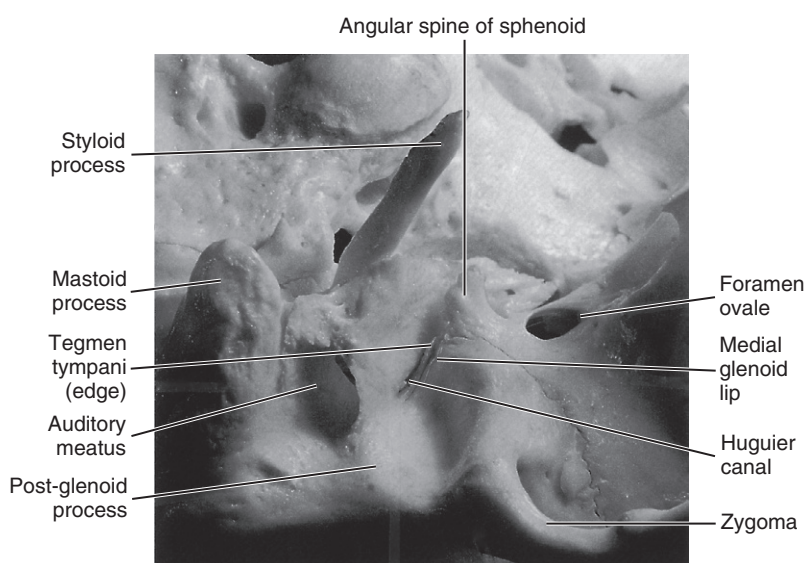 Angular spine of sphenoid
Styloid
process
Mastoid
process
Tegmen
tympani
(edge)
Auditory
meatus
Post-glenoid
process
Foramen
ovale
Medial
glenoid
lip
Huguier
canal
Zygoma